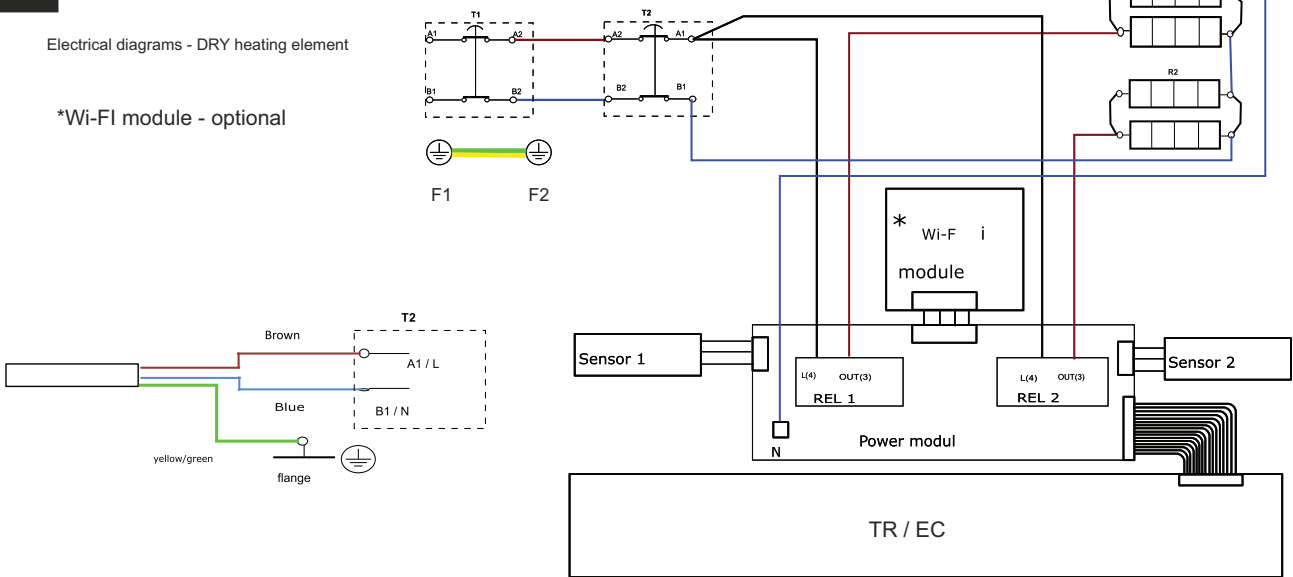 T1
T2
Electrical diagrams - DRY heating element
A1
A2
A2
A1
R2
B1
B2
B2
B1
*Wi-FI module - optional
F1
F2
*
Wi-F i
module
T2
Brown
A1 / L
Blue
B1 / N
yellow/green
flange
Sensor 1
Sensor 2
L(4)
OUT(3)
REL 1
L(4)
OUT(3)
REL 2
Power modul
N
TR / EC